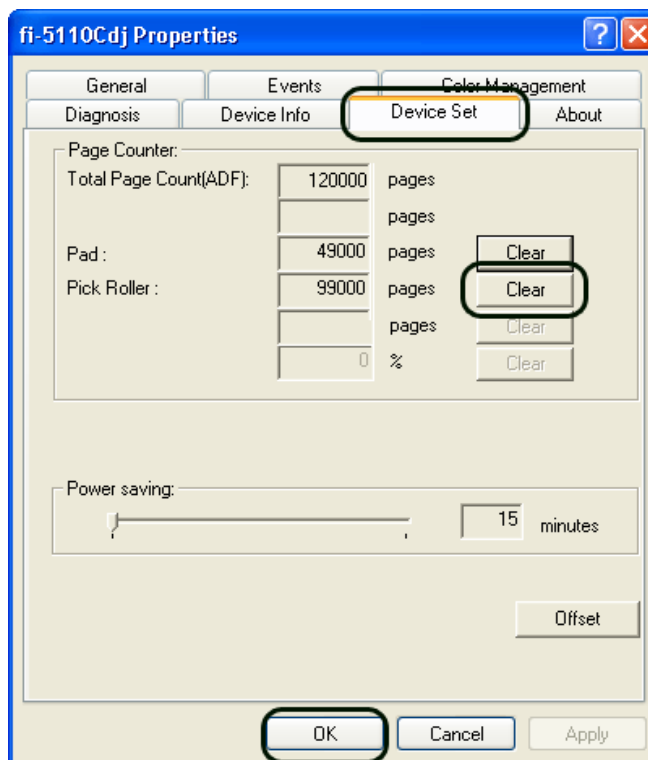 fi-5110Cdj Properties
General Events Color Management
Diagnosis Device Info Device Set About
Page Counter:
Total Page Count(ADF): 120000 pages
pages
Pad : 49000 pages Clear
Pick Roller : 99000 pages Clear
pages Clear
0 % Clear
Power saving:
15 minutes
Offset
OK Cancel Apply